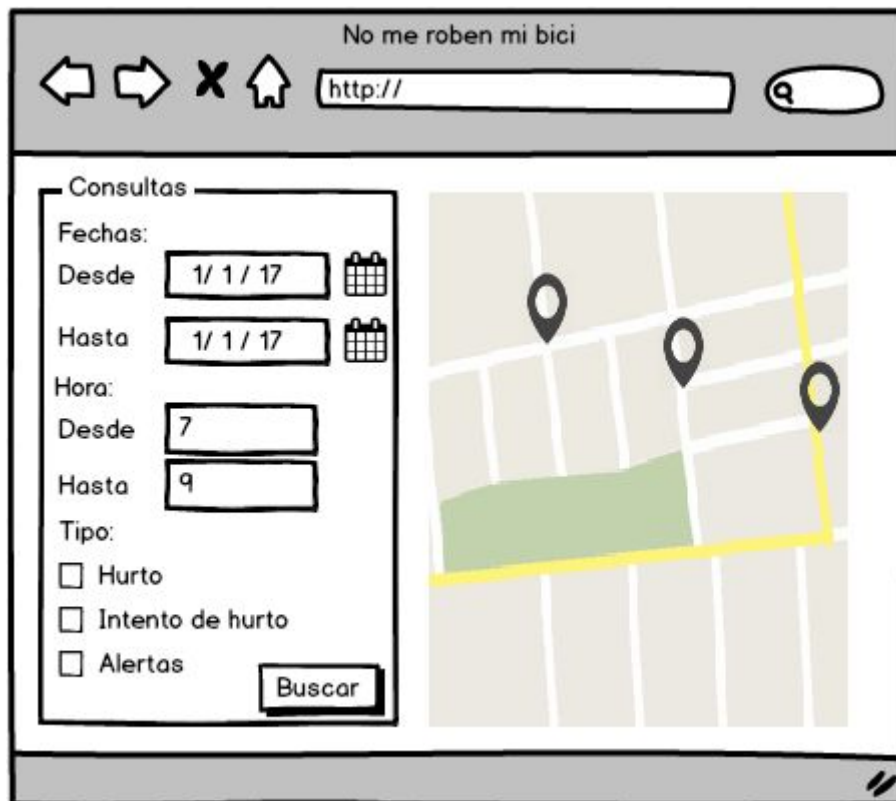 No me roben mi bici
http://
Consultas
Fechas:
Desde 1/ 1 / 17
Hasta 1/ 1 / 17
Hora:
Desde 7
Hasta 9
Tipo:
Hurto
Intento de hurto
Alertas
Buscar